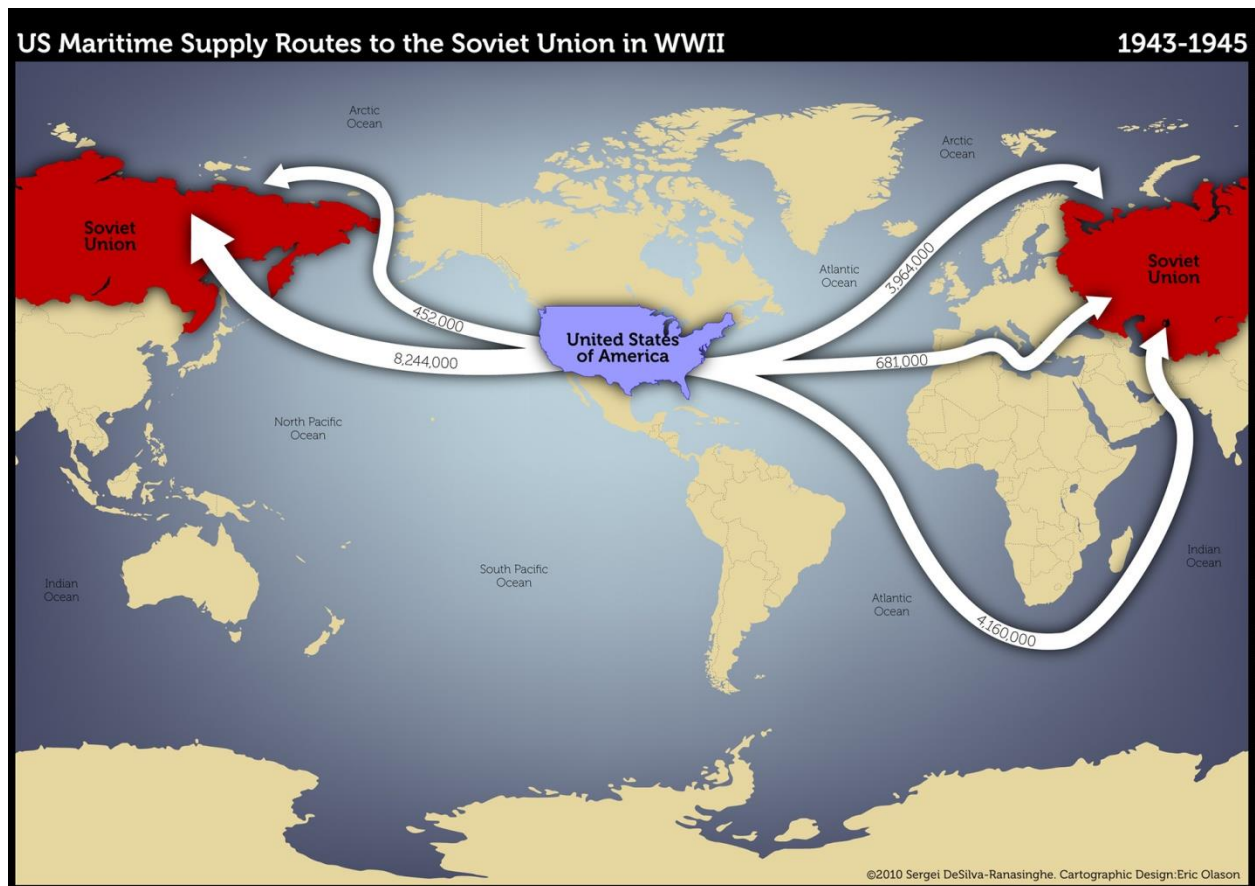 US Maritime Supply Routes to the Soviet Union in WWII
1943-1945
Arctic
Ocean
Arctic
Ocean
Soviet
Union
Soviet
Union
3,964,000
Atlantic
Ocean
452,000
United States
of America
8,244,000
681,000
North Pacific
Ocean
Indian
Ocean
South Pacific
Ocean
Indian
Ocean
Atlantic
Ocean
4,160,000
©2010 Sergei DeSilva-Ranasinghe. Cartographic Design:Eric Olason